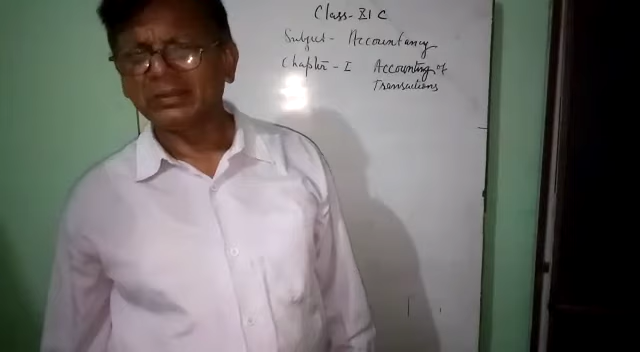 Class-XI C
Subject - Accountancy
Chapter - I Accounting of
Transactions